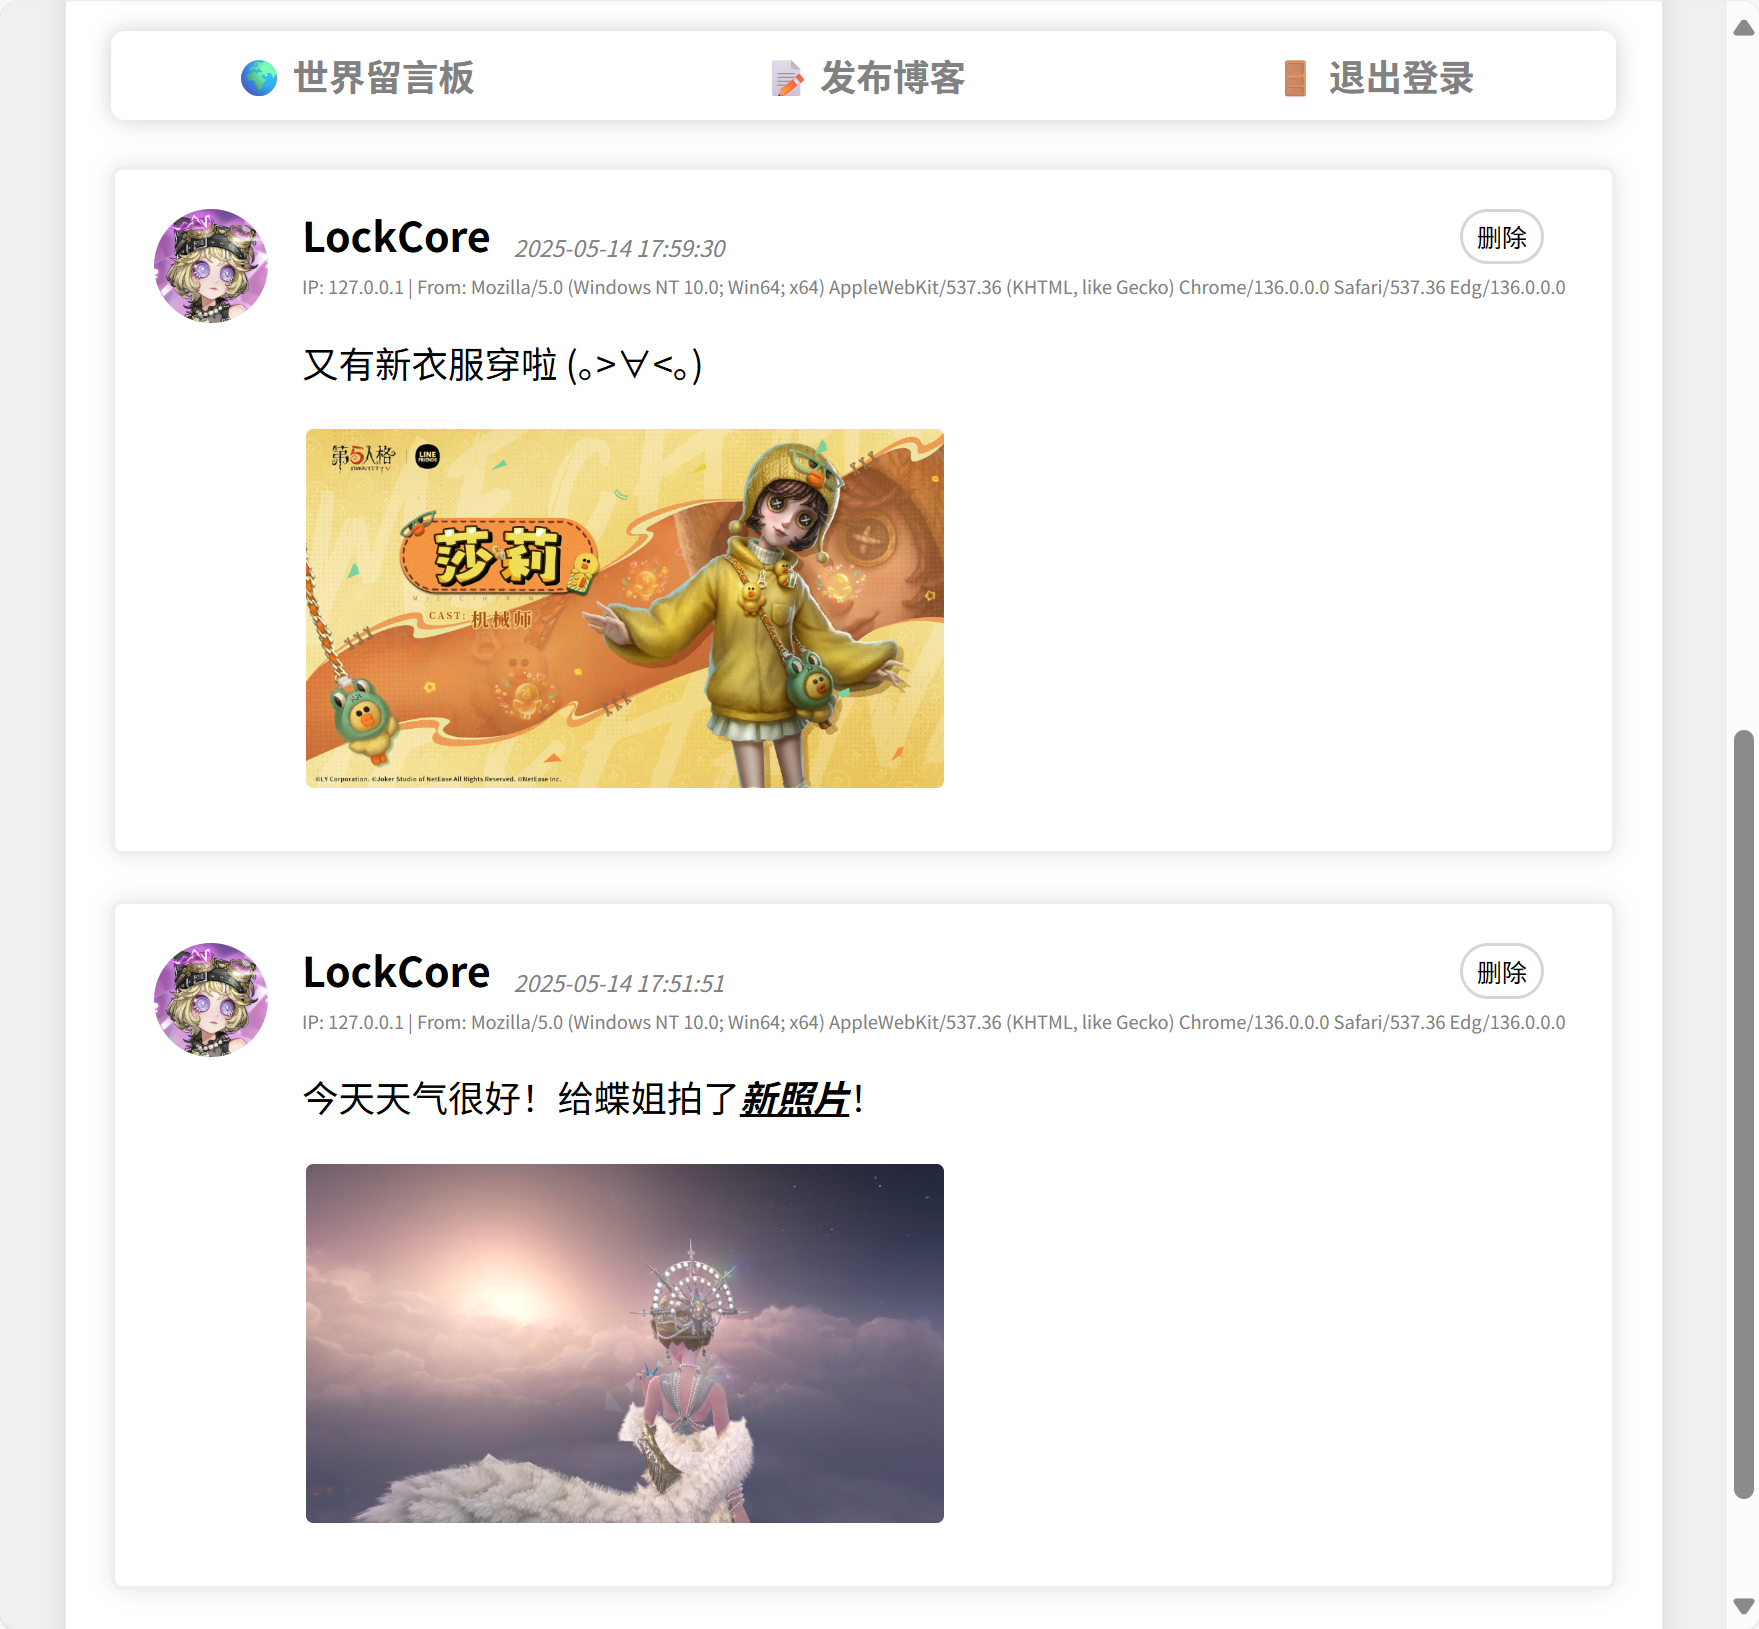 世界留言板
发布博客
退出登录
LockCore 2025-05-14 17:59:30
删除
IP: 127.0.0.1 | From: Mozilla/5.0 (Windows NT 10.0; Win64; x64) AppleWebKit/537.36 (KHTML, like Gecko) Chrome/136.0.0.0 Safari/537.36 Edg/136.0.0.0
又有新衣服穿啦 (｡>∀<｡)
第5人格
LINE FRIENDS
莎莉
MECHANIC
CAST: 机械师
©LY Corporation. ©Joker Studio of NetEase All Rights Reserved. ©NetEase Inc.
LockCore 2025-05-14 17:51:51
删除
IP: 127.0.0.1 | From: Mozilla/5.0 (Windows NT 10.0; Win64; x64) AppleWebKit/537.36 (KHTML, like Gecko) Chrome/136.0.0.0 Safari/537.36 Edg/136.0.0.0
今天天气很好！给蝶姐拍了新照片！